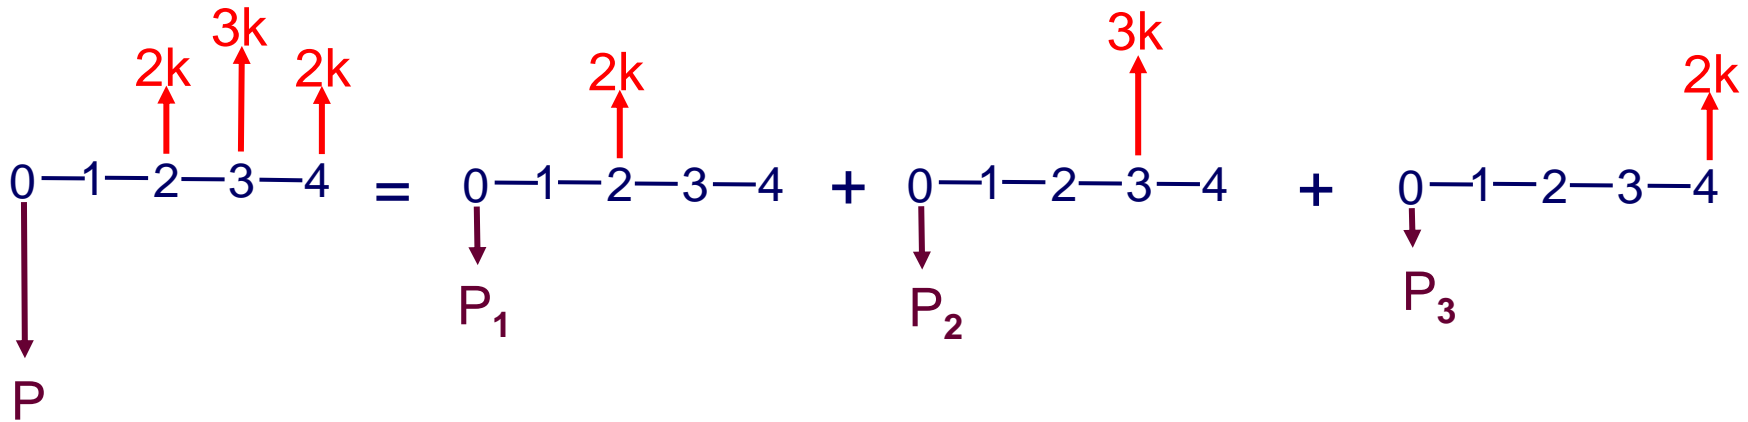 3k 3k
2k 2k 2k 2k
0 1 2 3 4 = 0 1 2 3 4 + 0 1 2 3 4 + 0 1 2 3 4
P₁ P₂ P₃
P